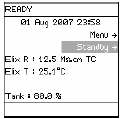 READY
01 Aug 2007 23:58
Menu →
Standby →
Elix R : 12.5 MΩ.cm TC
Elix T : 25.1°C
Tank : 80.0 %